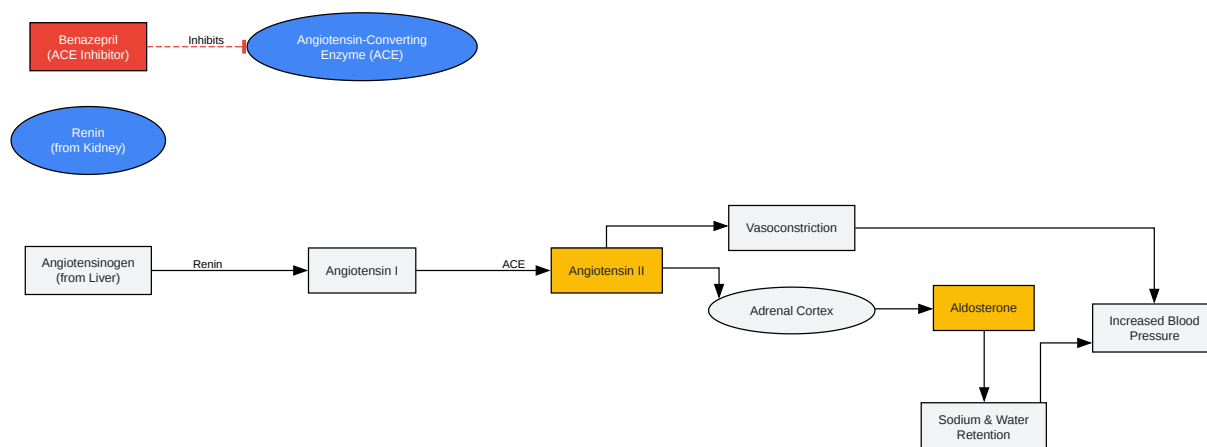 Benazepril
(ACE Inhibitor)
Inhibits
Angiotensin-Converting
Enzyme (ACE)
Renin
(from Kidney)
Angiotensinogen
(from Liver)
Renin
Angiotensin I
ACE
Angiotensin II
Vasoconstriction
Adrenal Cortex
Aldosterone
Increased Blood
Pressure
Sodium & Water
Retention